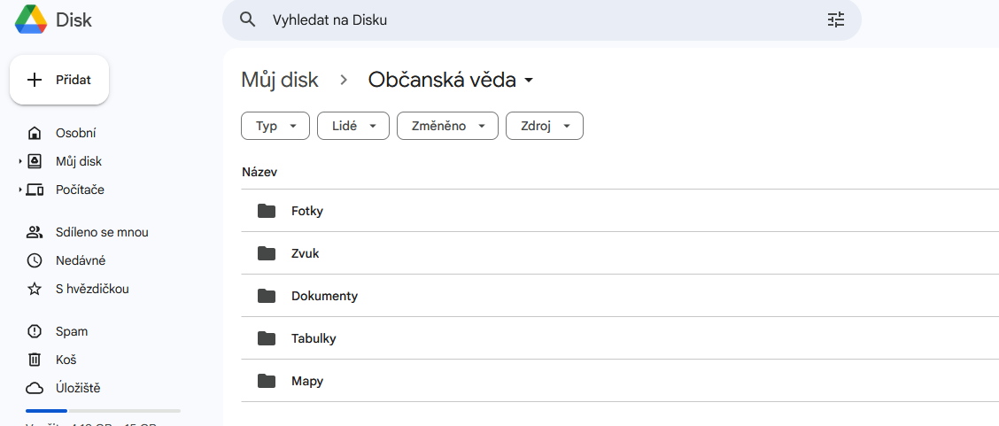 Disk
Vyhledat na Disku
Přidat
Osobní
Můj disk
Počítače
Sdíleno se mnou
Nedávné
S hvězdičkou
Spam
Koš
Úložiště
Můj disk > Občanská věda
Typ Lidé Změněno Zdroj
Název
Fotky
Zvuk
Dokumenty
Tabulky
Mapy